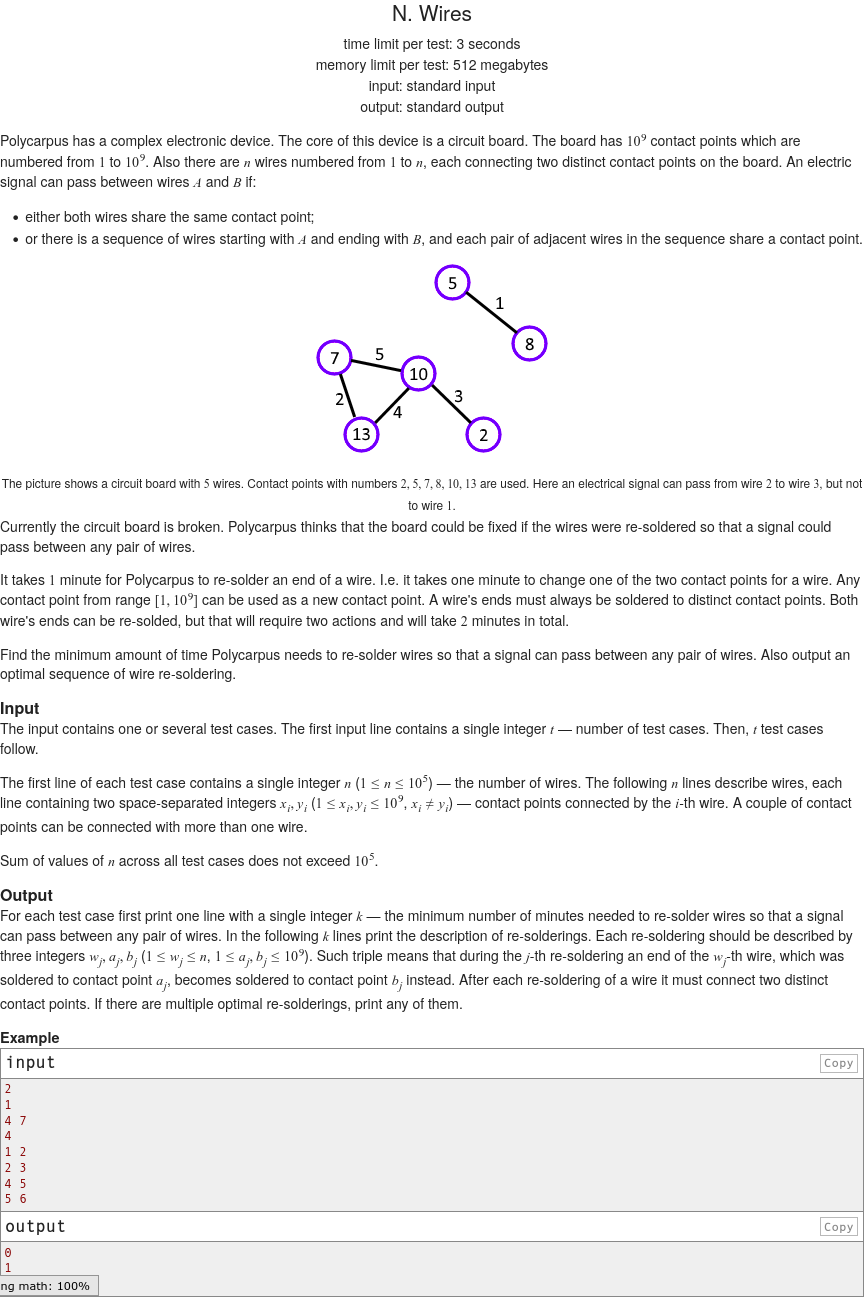 N. Wires
time limit per test: 3 seconds
memory limit per test: 512 megabytes
input: standard input
output: standard output
Polycarpus has a complex electronic device. The core of this device is a circuit board. The board has 10^9 contact points which are
numbered from 1 to 10^9. Also there are n wires numbered from 1 to n, each connecting two distinct contact points on the board. An electric
signal can pass between wires A and B if:
• either both wires share the same contact point;
• or there is a sequence of wires starting with A and ending with B, and each pair of adjacent wires in the sequence share a contact point.
5
1
8
7
5
10
2
4
3
13
2
The picture shows a circuit board with 5 wires. Contact points with numbers 2, 5, 7, 8, 10, 13 are used. Here an electrical signal can pass from wire 2 to wire 3, but not
to wire 1.
Currently the circuit board is broken. Polycarpus thinks that the board could be fixed if the wires were re-soldered so that a signal could
pass between any pair of wires.
It takes 1 minute for Polycarpus to re-solder an end of a wire. I.e. it takes one minute to change one of the two contact points for a wire. Any
contact point from range [1, 10^9] can be used as a new contact point. A wire's ends must always be soldered to distinct contact points. Both
wire's ends can be re-solded, but that will require two actions and will take 2 minutes in total.
Find the minimum amount of time Polycarpus needs to re-solder wires so that a signal can pass between any pair of wires. Also output an
optimal sequence of wire re-soldering.
Input
The input contains one or several test cases. The first input line contains a single integer t — number of test cases. Then, t test cases
follow.
The first line of each test case contains a single integer n (1 ≤ n ≤ 10^5) — the number of wires. The following n lines describe wires, each
line containing two space-separated integers x_i, y_i (1 ≤ x_i, y_i ≤ 10^9, x_i ≠ y_i) — contact points connected by the i-th wire. A couple of contact
points can be connected with more than one wire.
Sum of values of n across all test cases does not exceed 10^5.
Output
For each test case first print one line with a single integer k — the minimum number of minutes needed to re-solder wires so that a signal
can pass between any pair of wires. In the following k lines print the description of re-solderings. Each re-soldering should be described by
three integers w_j, a_j, b_j (1 ≤ w_j ≤ n, 1 ≤ a_j, b_j ≤ 10^9). Such triple means that during the j-th re-soldering an end of the w_j-th wire, which was
soldered to contact point a_j, becomes soldered to contact point b_j instead. After each re-soldering of a wire it must connect two distinct
contact points. If there are multiple optimal re-solderings, print any of them.
Example
input
Copy
2
1
4 7
4
1 2
2 3
4 5
5 6
output
Copy
0
1
ng math: 100%